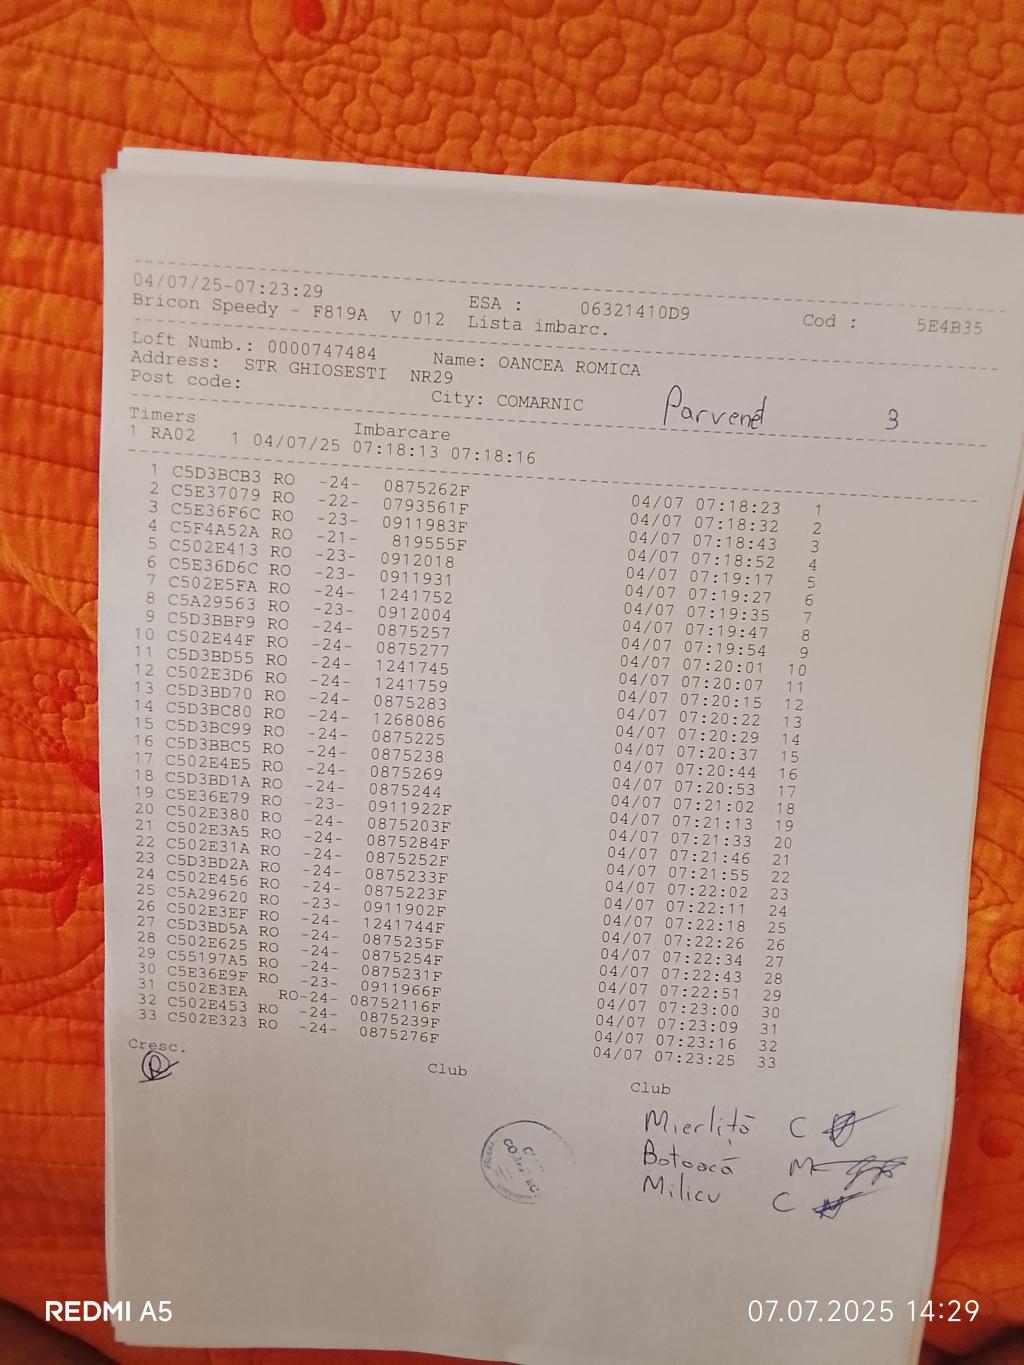 04/07/25-07:23:29
Bricon Speedy - F819A V 012 ESA : 06321410D9 Cod : 5E4B35
Lista imbarc.
Loft Numb.: 0000747484 Name: OANCEA ROMICA
Address: STR GHIOSESTI NR29
Post code: City: COMARNIC
3
Timers Imbarcare
1 RA02 1 04/07/25 07:18:13 07:18:16
1 C5D3BCB3 RO -24- 0875262F 04/07 07:18:23 1
2 C5E37079 RO -22- 0793561F 04/07 07:18:32 2
3 C5E36F6C RO -23- 0911983F 04/07 07:18:43 3
4 C5F4A52A RO -21- 819555F 04/07 07:18:52 4
5 C502E413 RO -23- 0912018 04/07 07:19:17 5
6 C5E36D6C RO -23- 0911931 04/07 07:19:27 6
7 C502E5FA RO -24- 1241752 04/07 07:19:35 7
8 C5A29563 RO -23- 0912004 04/07 07:19:47 8
9 C5D3BBF9 RO -24- 0875257 04/07 07:19:54 9
10 C502E44F RO -24- 0875277 04/07 07:20:01 10
11 C5D3BD55 RO -24- 1241745 04/07 07:20:07 11
12 C502E3D6 RO -24- 1241759 04/07 07:20:15 12
13 C5D3BD70 RO -24- 0875283 04/07 07:20:22 13
14 C5D3BC80 RO -24- 1268086 04/07 07:20:29 14
15 C5D3BC99 RO -24- 0875225 04/07 07:20:37 15
16 C5D3BBC5 RO -24- 0875238 04/07 07:20:44 16
17 C502E4E5 RO -24- 0875269 04/07 07:20:53 17
18 C5D3BD1A RO -24- 0875244 04/07 07:21:02 18
19 C5E36E79 RO -23- 0911922F 04/07 07:21:13 19
20 C502E380 RO -24- 0875203F 04/07 07:21:33 20
21 C502E3A5 RO -24- 0875284F 04/07 07:21:46 21
22 C502E31A RO -24- 0875252F 04/07 07:21:55 22
23 C5D3BD2A RO -24- 0875233F 04/07 07:22:02 23
24 C502E456 RO -24- 0875223F 04/07 07:22:11 24
25 C5A29620 RO -23- 0911902F 04/07 07:22:18 25
26 C502E3EF RO -24- 1241744F 04/07 07:22:26 26
27 C5D3BD5A RO -24- 0875235F 04/07 07:22:34 27
28 C502E625 RO -24- 0875254F 04/07 07:22:43 28
29 C55197A5 RO -24- 0875231F 04/07 07:22:51 29
30 C5E36E9F RO -23- 0911966F 04/07 07:23:00 30
31 C502E3EA RO-24- 08752116F 04/07 07:23:09 31
32 C502E453 RO -24- 0875239F 04/07 07:23:16 32
33 C502E323 RO -24- 0875276F 04/07 07:23:25 33
Cresc. Club Club
Mierliță C
Botoacă M
Milicu C
REDMI A5
07.07.2025 14:29